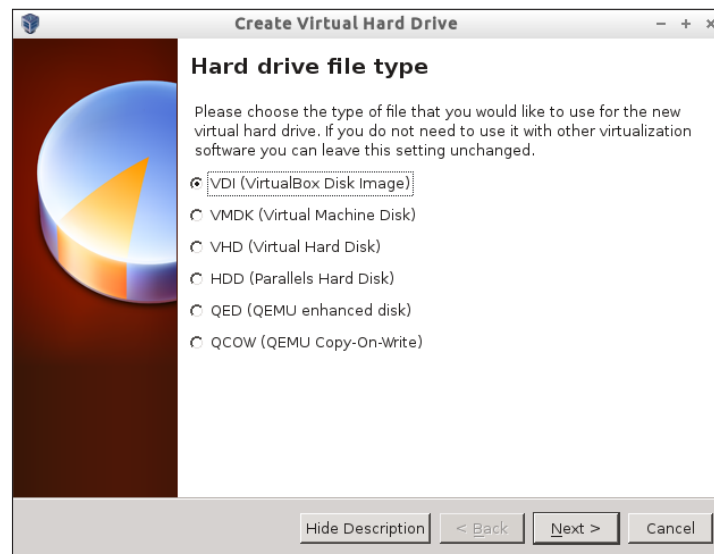 Create Virtual Hard Drive
Hard drive file type
Please choose the type of file that you would like to use for the new
virtual hard drive. If you do not need to use it with other virtualization
software you can leave this setting unchanged.
VDI (VirtualBox Disk Image)
VMDK (Virtual Machine Disk)
VHD (Virtual Hard Disk)
HDD (Parallels Hard Disk)
QED (QEMU enhanced disk)
QCOW (QEMU Copy-On-Write)
Hide Description < Back Next > Cancel